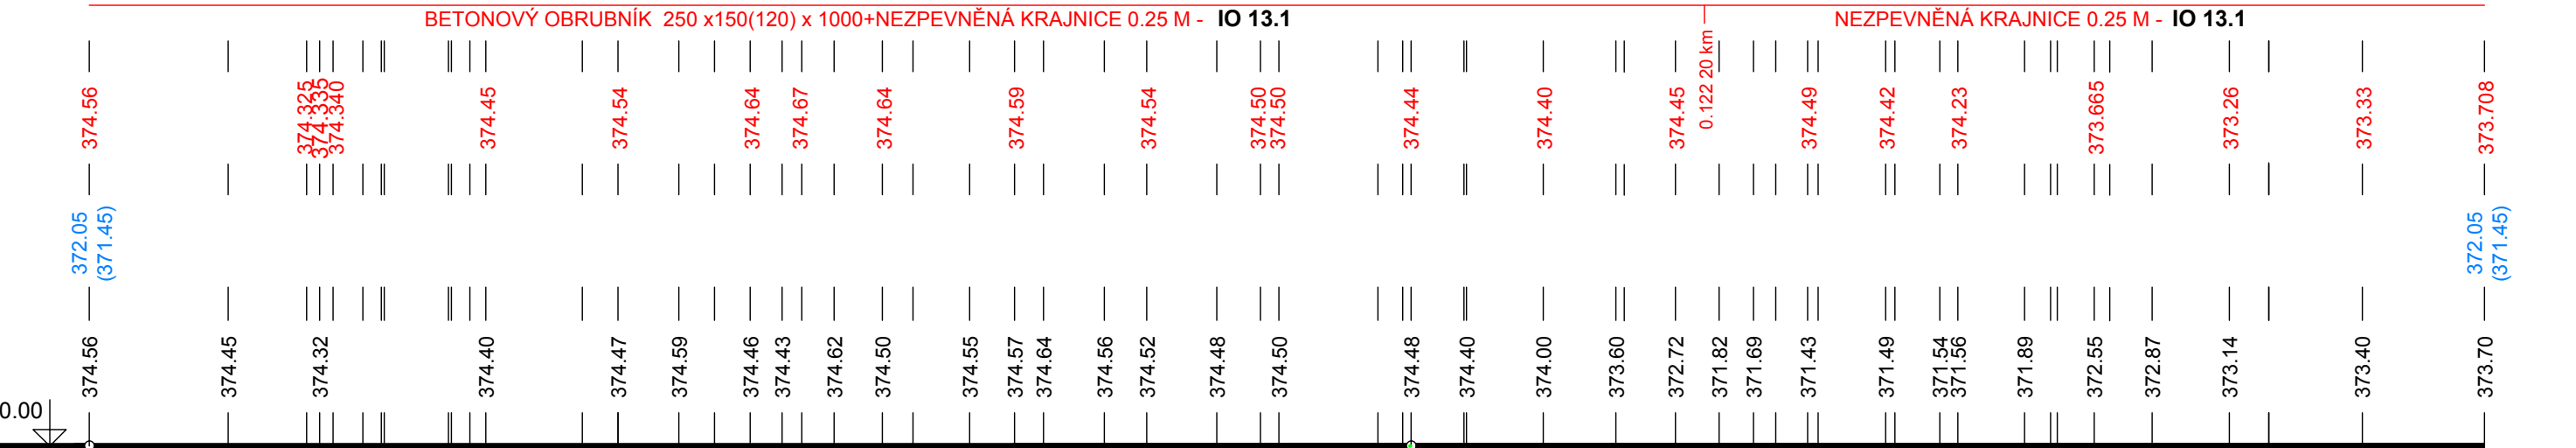 BETONOVÝ OBRUBNÍK 250 x150(120) x 1000+NEZPEVNĚNÁ KRAJNICE 0.25 M - IO 13.1
NEZPEVNĚNÁ KRAJNICE 0.25 M - IO 13.1
0.122 20 km
374.56 374.325 374.335 374.340 374.45 374.54 374.64 374.67 374.64 374.59 374.54 374.50 374.50 374.44 374.40 374.45 374.49 374.42 374.23 373.665 373.26 373.33 373.708
372.05 372.05
(371.45) (371.45)
374.56 374.45 374.32 374.40 374.47 374.59 374.46 374.43 374.62 374.50 374.55 374.57 374.64 374.56 374.52 374.48 374.50 374.48 374.40 374.00 373.60 372.72 371.82 371.69 371.43 371.49 371.54 371.56 371.89 372.55 372.87 373.14 373.40 373.70
0.00